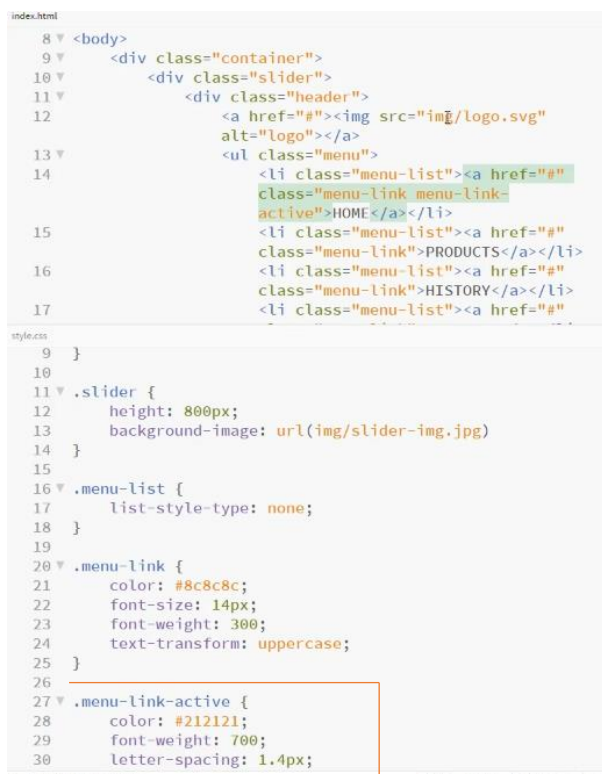 index.html
8 <body>
9 <div class="container">
10 <div class="slider">
11 <div class="header">
12 <a href="#"><img src="img/logo.svg"
alt="logo"></a>
13 <ul class="menu">
14 <li class="menu-list"><a href="#"
class="menu-link menu-link-
active">HOME</a></li>
15 <li class="menu-list"><a href="#"
class="menu-link">PRODUCTS</a></li>
16 <li class="menu-list"><a href="#"
class="menu-link">HISTORY</a></li>
17 <li class="menu-list"><a href="#"
style.css
9 }
10
11 .slider {
12 height: 800px;
13 background-image: url(img/slider-img.jpg)
14 }
15
16 .menu-list {
17 list-style-type: none;
18 }
19
20 .menu-link {
21 color: #8c8c8c;
22 font-size: 14px;
23 font-weight: 300;
24 text-transform: uppercase;
25 }
26
27 .menu-link-active {
28 color: #212121;
29 font-weight: 700;
30 letter-spacing: 1.4px;